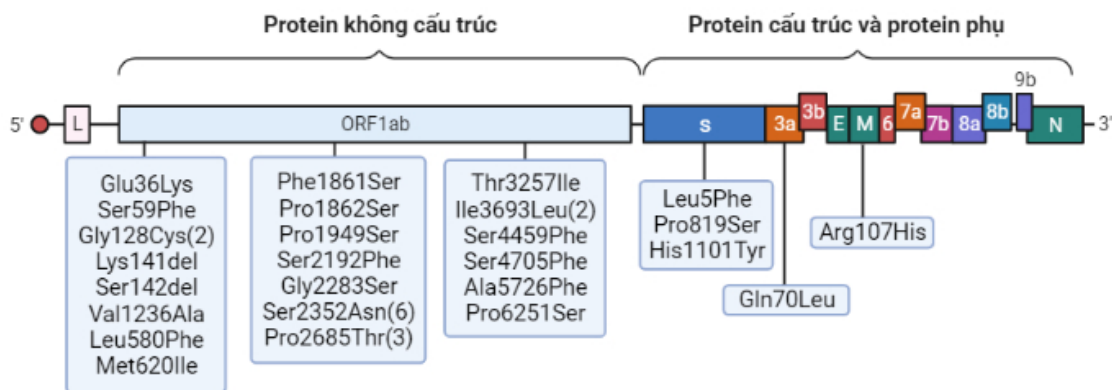 Protein không cấu trúc
Protein cấu trúc và protein phụ
9b
5'
L
ORF1ab
s
3a
3b
E
M
6
7a
7b
8a
8b
N
3'
Glu36Lys
Ser59Phe
Gly128Cys(2)
Lys141del
Ser142del
Val1236Ala
Leu580Phe
Met620Ile
Phe1861Ser
Pro1862Ser
Pro1949Ser
Ser2192Phe
Gly2283Ser
Ser2352Asn(6)
Pro2685Thr(3)
Thr3257Ile
Ile3693Leu(2)
Ser4459Phe
Ser4705Phe
Ala5726Phe
Pro6251Ser
Leu5Phe
Pro819Ser
His1101Tyr
Gln70Leu
Arg107His